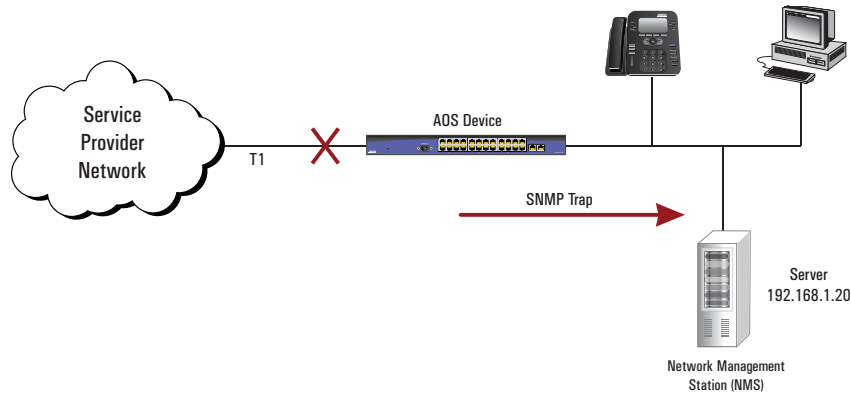 Service
Provider
Network
T1
AOS Device
SNMP Trap
Server
192.168.1.20
Network Management
Station (NMS)